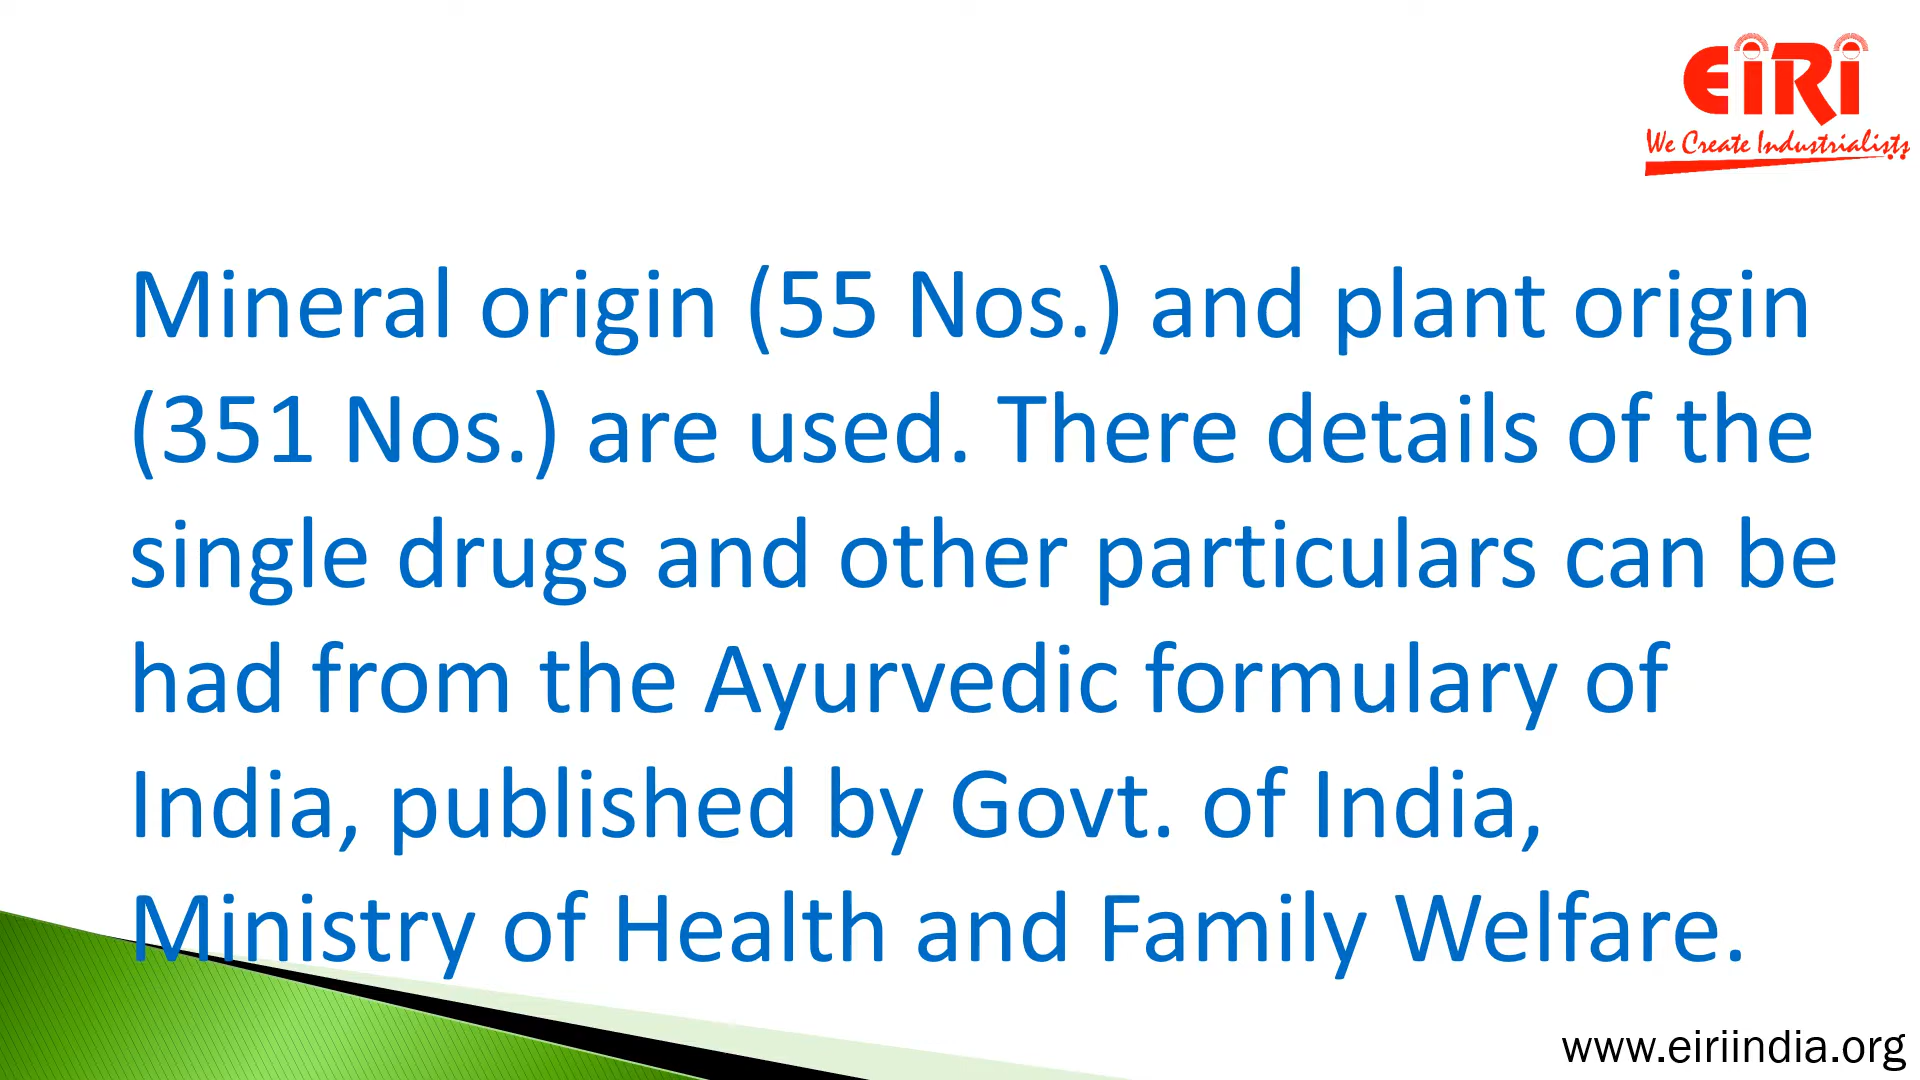 EiRi
We Create Industrialists
Mineral origin (55 Nos.) and plant origin
(351 Nos.) are used. There details of the
single drugs and other particulars can be
had from the Ayurvedic formulary of
India, published by Govt. of India,
Ministry of Health and Family Welfare.
www.eiriindia.org